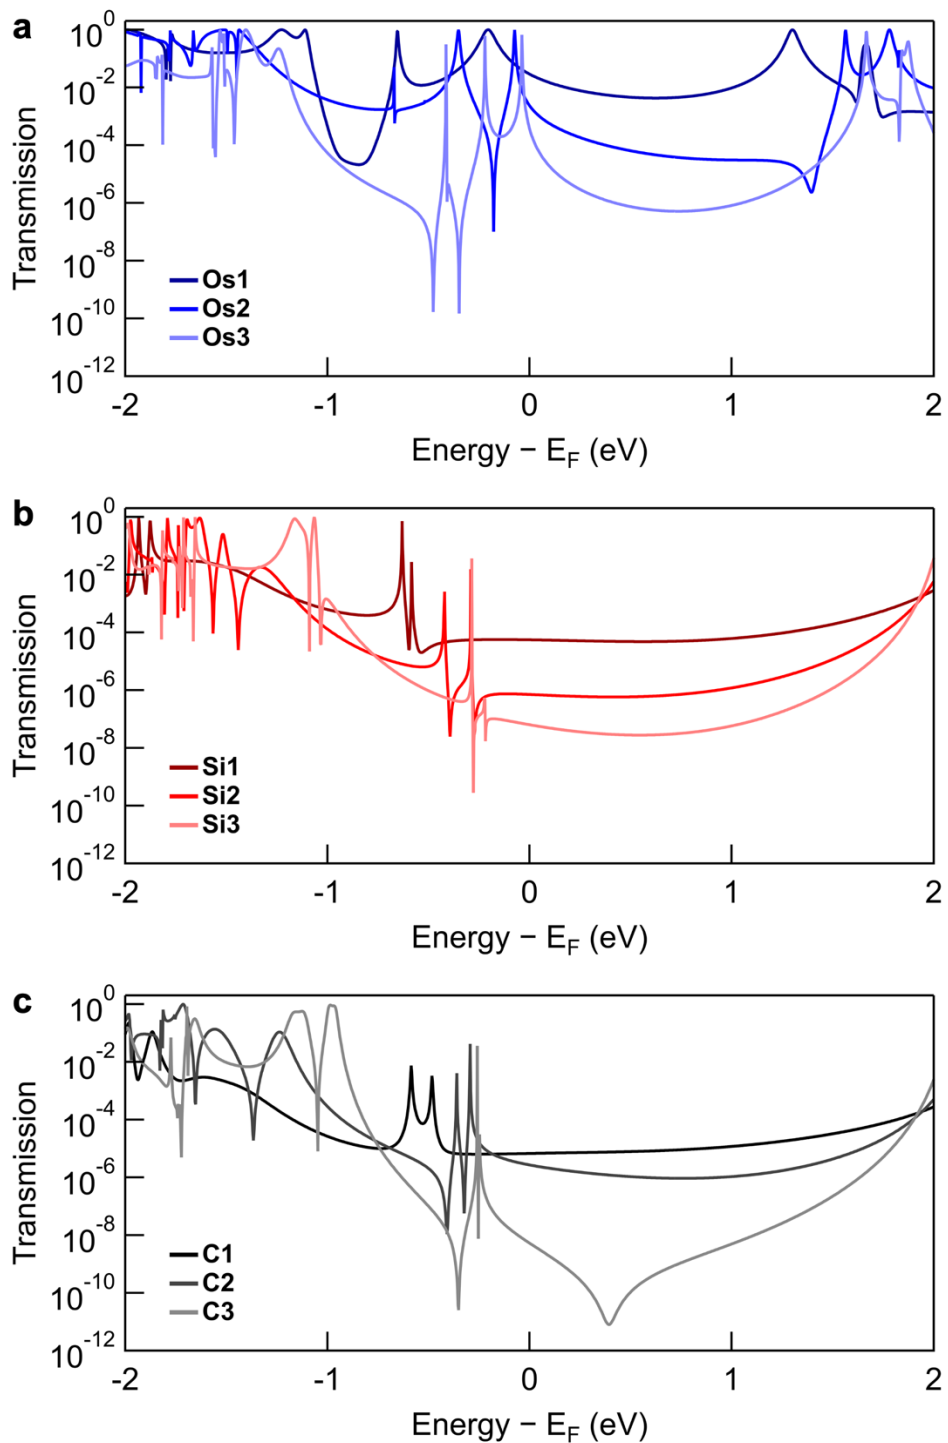 a
Transmission
10^0
10^-2
10^-4
10^-6
10^-8
10^-10
10^-12
Os1
Os2
Os3
-2 -1 0 1 2
Energy − E_F (eV)
b
Transmission
10^0
10^-2
10^-4
10^-6
10^-8
10^-10
10^-12
Si1
Si2
Si3
-2 -1 0 1 2
Energy − E_F (eV)
c
Transmission
10^0
10^-2
10^-4
10^-6
10^-8
10^-10
10^-12
C1
C2
C3
-2 -1 0 1 2
Energy − E_F (eV)